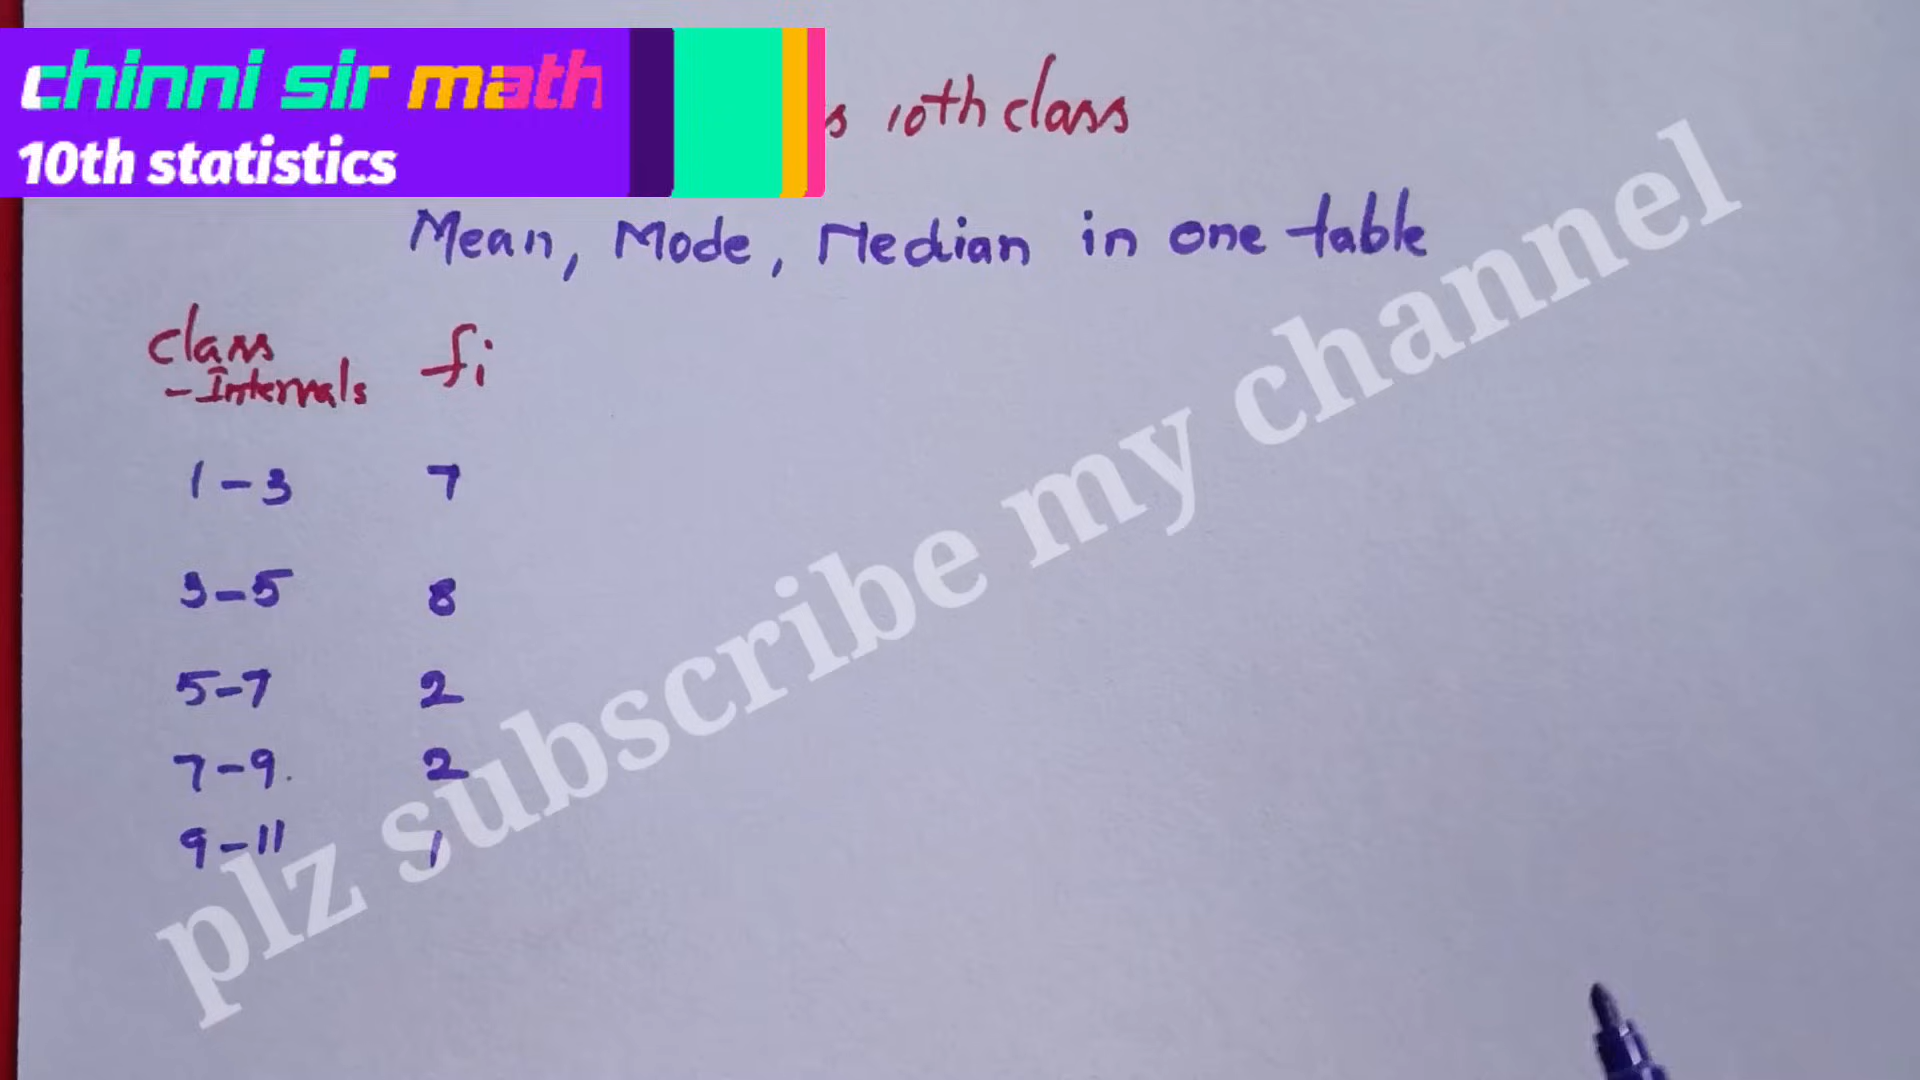 chinni sir math
10th statistics
s 10th class
Mean, Mode, Median in one table
class fi
-Intervals
1-3 7
3-5 8
5-7 2
7-9. 2
9-11 1
plz subscribe my channel